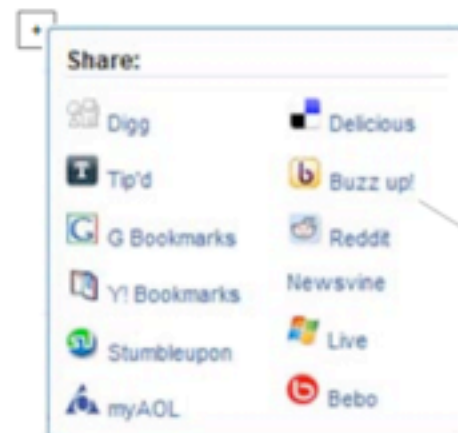 Share:
Digg
Delicious
Tip'd
Buzz up!
G Bookmarks
Reddit
Y! Bookmarks
Newsvine
Stumbleupon
Live
myAOL
Bebo